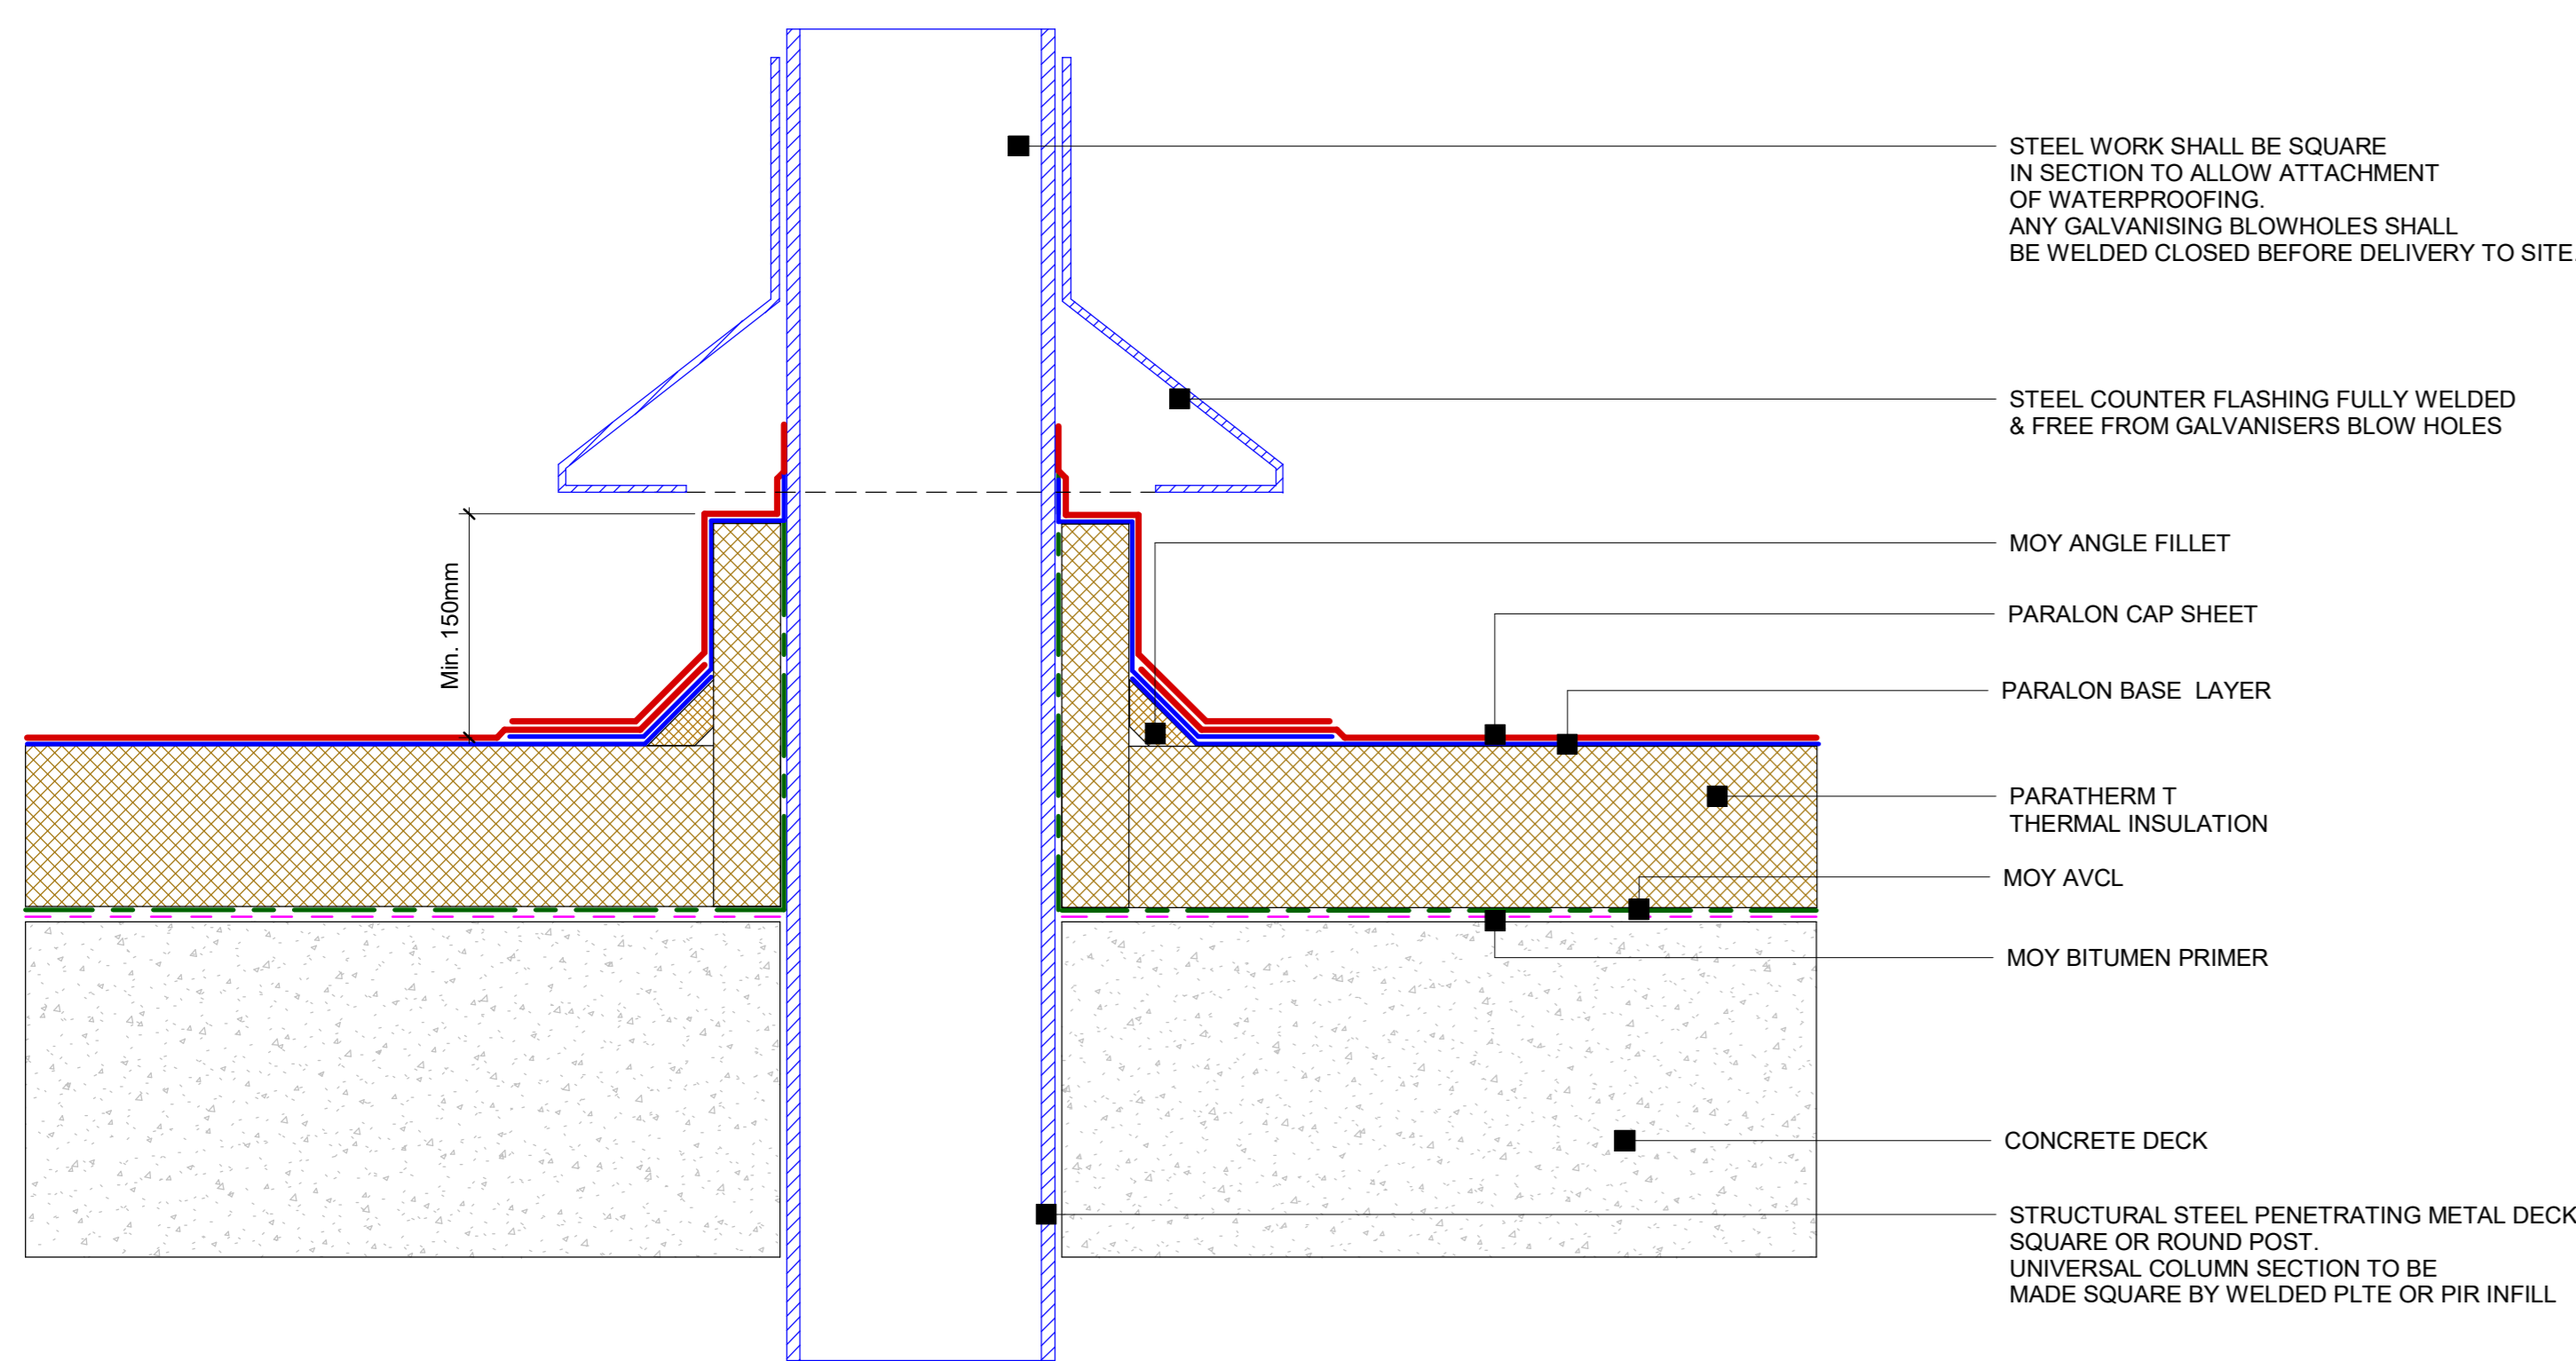 STEEL WORK SHALL BE SQUARE
IN SECTION TO ALLOW ATTACHMENT
OF WATERPROOFING.
ANY GALVANISING BLOWHOLES SHALL
BE WELDED CLOSED BEFORE DELIVERY TO SITE.
STEEL COUNTER FLASHING FULLY WELDED
& FREE FROM GALVANISERS BLOW HOLES
MOY ANGLE FILLET
PARALON CAP SHEET
Min. 150mm
PARALON BASE LAYER
PARATHERM T
THERMAL INSULATION
MOY AVCL
MOY BITUMEN PRIMER
CONCRETE DECK
STRUCTURAL STEEL PENETRATING METAL DECK
SQUARE OR ROUND POST.
UNIVERSAL COLUMN SECTION TO BE
MADE SQUARE BY WELDED PLTE OR PIR INFILL